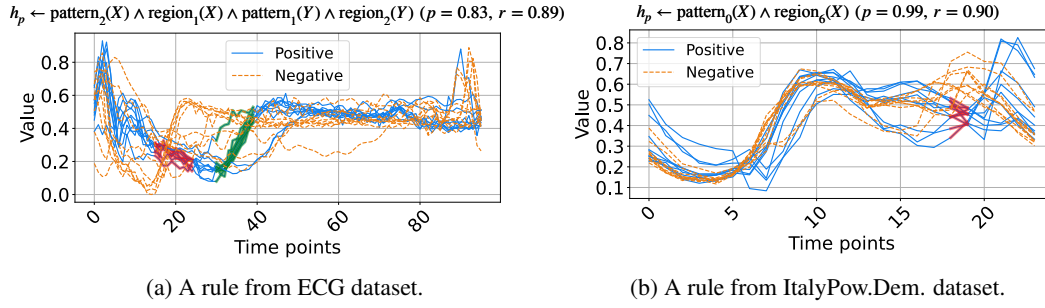 h_p ← pattern_2(X) ∧ region_1(X) ∧ pattern_1(Y) ∧ region_2(Y) (p = 0.83, r = 0.89)
Positive
Negative
Value
0.8
0.6
0.4
0.2
0.0
0
20
40
60
80
Time points
(a) A rule from ECG dataset.
h_p ← pattern_0(X) ∧ region_6(X) (p = 0.99, r = 0.90)
Positive
Negative
Value
0.8
0.7
0.6
0.5
0.4
0.3
0.2
0.1
0
5
10
15
20
Time points
(b) A rule from ItalyPow.Dem. dataset.